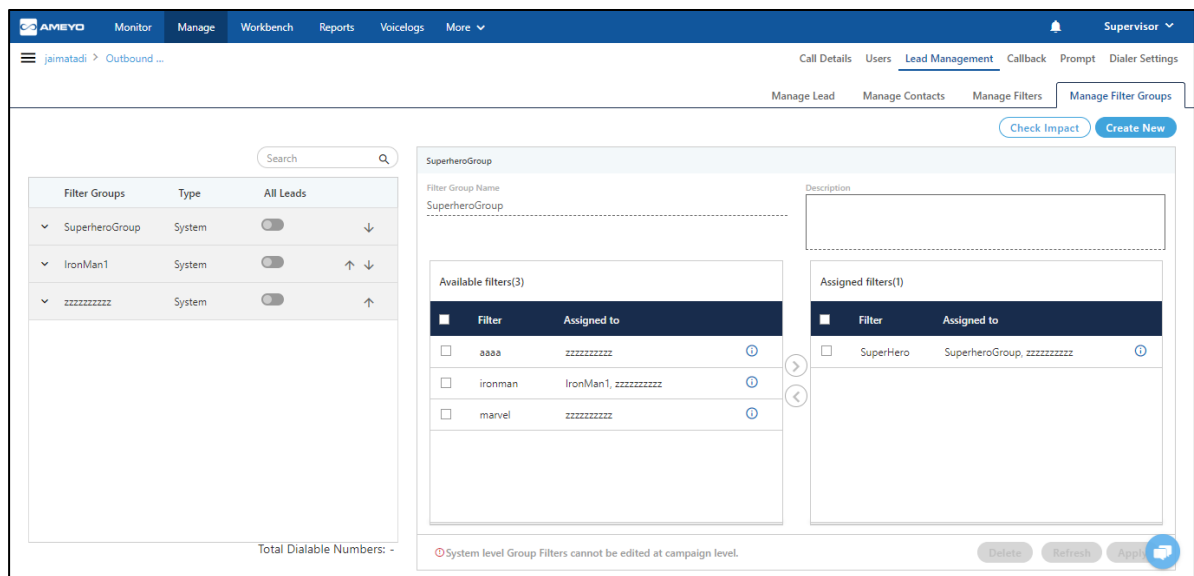 AMEYO Monitor Manage Workbench Reports Voicelogs More Supervisor
jaimatadi > Outbound ... Call Details Users Lead Management Callback Prompt Dialer Settings
Manage Lead Manage Contacts Manage Filters Manage Filter Groups
Check Impact Create New
Search
Filter Groups Type All Leads
SuperheroGroup System
IronMan1 System
zzzzzzzzzz System
Total Dialable Numbers: -
SuperheroGroup
Filter Group Name Description
SuperheroGroup
Available filters(3)
Filter Assigned to
aaaa zzzzzzzzzz
ironman IronMan1, zzzzzzzzzz
marvel zzzzzzzzzz
Assigned filters(1)
Filter Assigned to
SuperHero SuperheroGroup, zzzzzzzzzz
System level Group Filters cannot be edited at campaign level.
Delete Refresh Apply